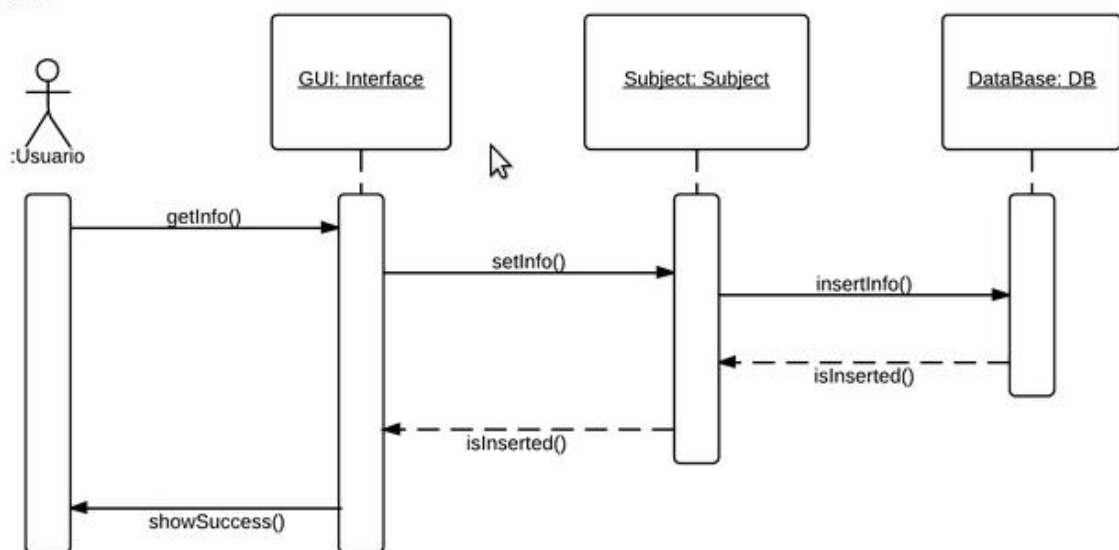 GUI: Interface
Subject: Subject
DataBase: DB
:Usuario
getInfo()
setInfo()
insertInfo()
isInserted()
isInserted()
showSuccess()